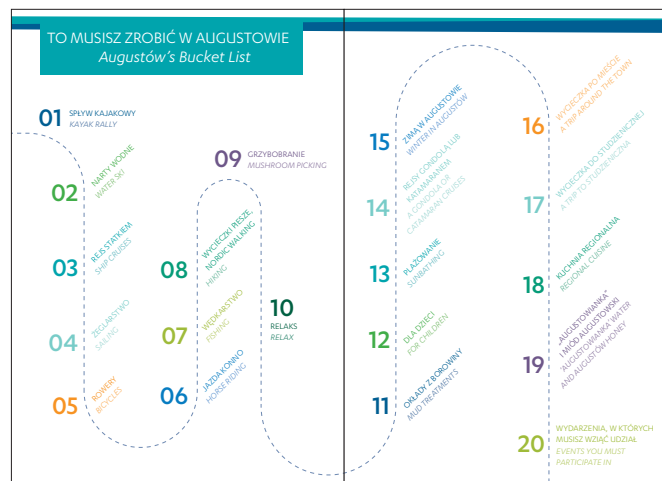 TO MUSISZ ZROBIĆ W AUGUSTOWIE
Augustów's Bucket List
01 SPŁYW KAJAKOWY
KAYAK RALLY
02 NARTY WODNE
WATER SKI
03 REJS STATKIEM
SHIP CRUISES
04 ŻEGLARSTWO
SAILING
05 ROWERY
BICYCLES
06 JAZDA KONNO
HORSE RIDING
07 WĘDKARSTWO
FISHING
08 WYCIECZKI PIESZE,
NORDIC WALKING
HIKING
09 GRZYBOBRANIE
MUSHROOM PICKING
10
RELAKS
RELAX
11 OKŁADY Z BOROWINY
MUD TREATMENTS
12 DLA DZIECI
FOR CHILDREN
13 PLAŻOWANIE
SUNBATHING
14 REJSY GONDOLĄ LUB
KATAMARANEM
A GONDOLA OR
CATAMARAN CRUISES
15 ZIMA W AUGUSTOWIE
WINTER IN AUGUSTÓW
16 WYCIECZKA PO MIEŚCIE
A TRIP AROUND THE TOWN
17 WYCIECZKA DO STUDZIENICZNEJ
A TRIP TO STUDZIENICZNA
18 KUCHNIA REGIONALNA
REGIONAL CUISINE
19 „AUGUSTOWIANKA"
I MIÓD AUGUSTOWSKI
'AUGUSTOWIANKA' WATER
AND AUGUSTÓW HONEY
20 WYDARZENIA, W KTÓRYCH
MUSISZ WZIĄĆ UDZIAŁ
EVENTS YOU MUST
PARTICIPATE IN